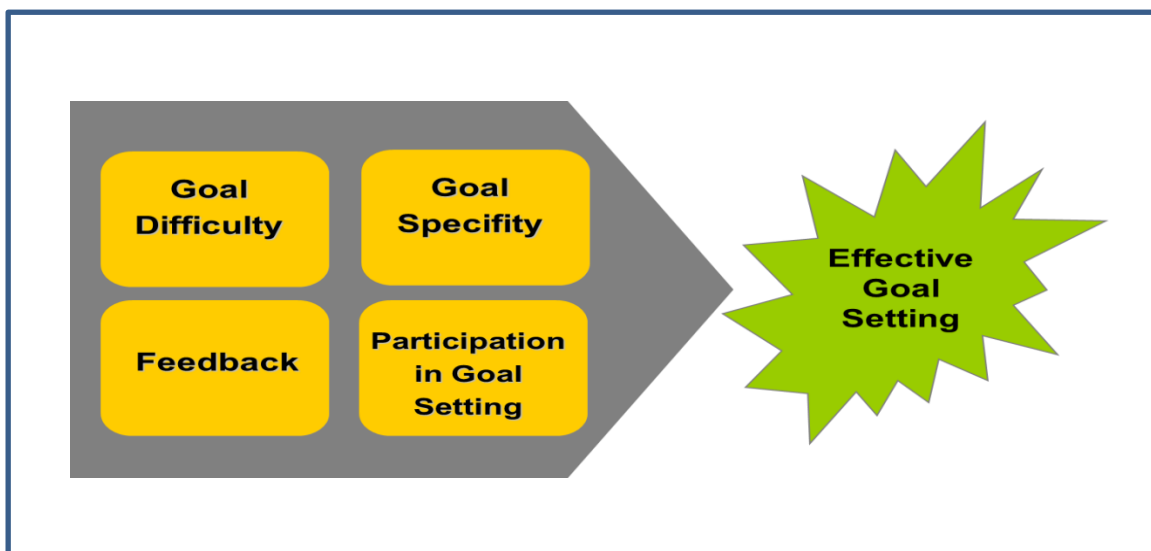 Goal
Difficulty
Goal
Specifity
Feedback
Participation
in Goal
Setting
Effective
Goal
Setting